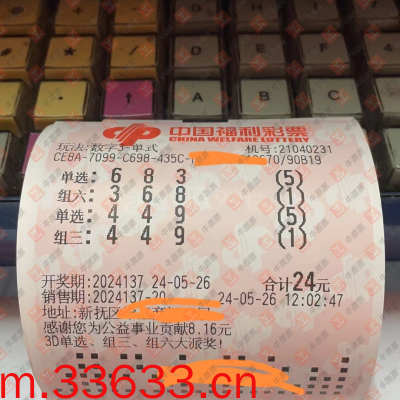 A
中国福利彩票
CHINA WELFARE LOTTERY
玩法:数字3-单式 机号:21040231
CE8A-7099-C698-435C- 70/90B19
单选: 6 8 3 (5)
组六: 3 6 8 (1)
单选: 4 4 9 (5)
组三: 4 4 9 (1)
开奖期:2024137 24-05-26 合计24元
销售期:2024137-20 24-05-26 12:02:47
地址:新抚区
感谢您为公益事业贡献8.16元
3D单选、组三、组六大派奖!
m.33633.cn